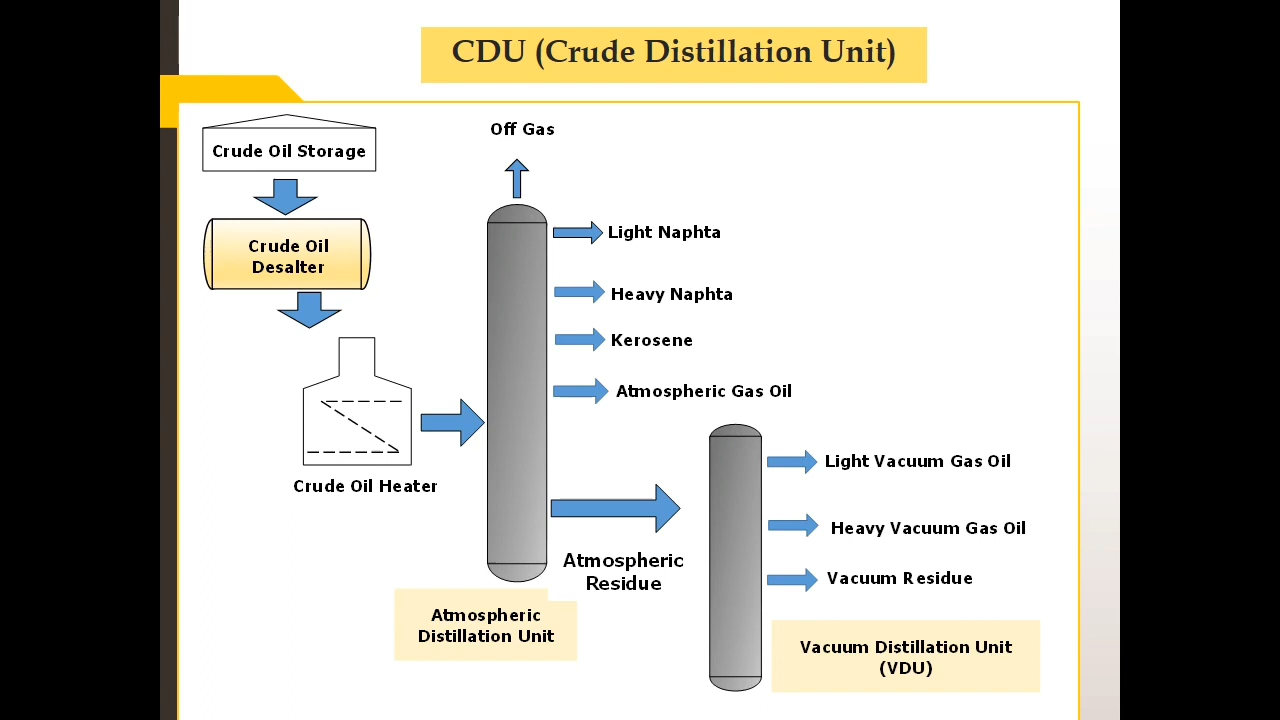 CDU (Crude Distillation Unit)
Crude Oil Storage
Crude Oil
Desalter
Crude Oil Heater
Off Gas
Light Naphta
Heavy Naphta
Kerosene
Atmospheric Gas Oil
Atmospheric
Residue
Atmospheric
Distillation Unit
Light Vacuum Gas Oil
Heavy Vacuum Gas Oil
Vacuum Residue
Vacuum Distillation Unit
(VDU)